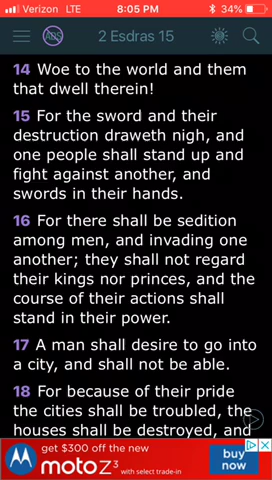 Verizon LTE 8:05 PM 34%
ADS 2 Esdras 15
14 Woe to the world and them
that dwell therein!
15 For the sword and their
destruction draweth nigh, and
one people shall stand up and
fight against another, and
swords in their hands.
16 For there shall be sedition
among men, and invading one
another; they shall not regard
their kings nor princes, and the
course of their actions shall
stand in their power.
17 A man shall desire to go into
a city, and shall not be able.
18 For because of their pride
the cities shall be troubled, the
houses shall be destroyed, and
get $300 off the new
moto z3 with select trade-in
buy
now